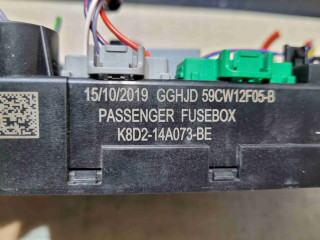 15/10/2019 GGHJD 59CW12F05-B
PASSENGER FUSEBOX
K8D2-14A073-BE